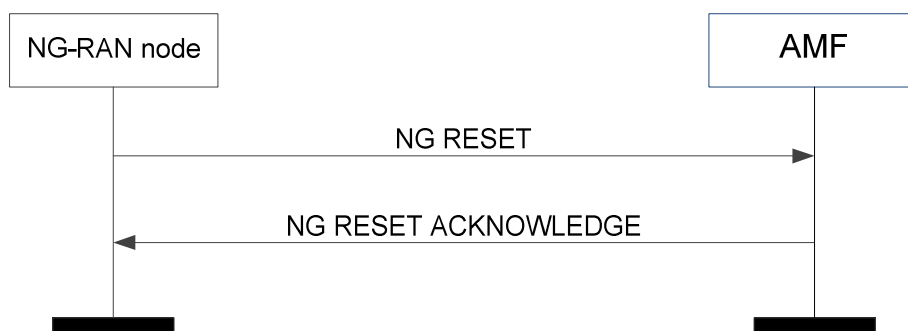 NG-RAN node
AMF
NG RESET
NG RESET ACKNOWLEDGE